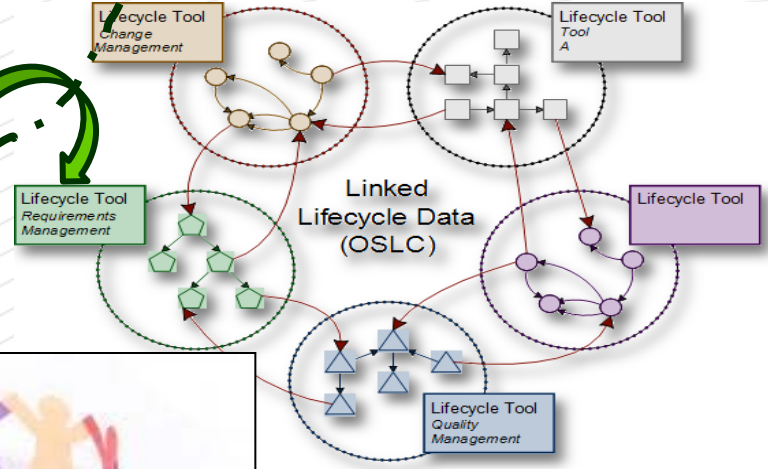 Lifecycle Tool
Change
Management
Lifecycle Tool
Tool
A
Linked
Lifecycle Data
(OSLC)
Lifecycle Tool
Requirements
Management
Lifecycle Tool
Lifecycle Tool
Quality
Management